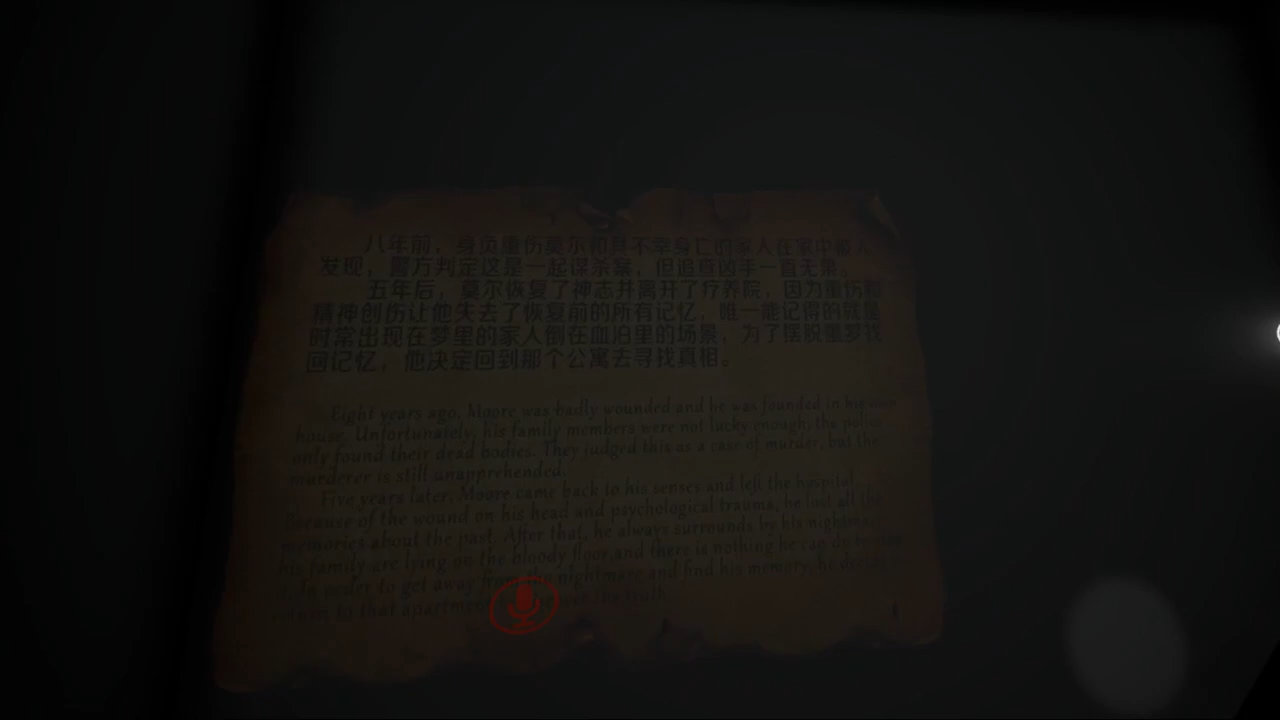 八年前，身负重伤莫尔和其不幸身亡的家人在家中被人
发现，警方判定这是一起谋杀案，但追查凶手一直无果。
五年后，莫尔恢复了神志并离开了疗养院，因为重伤和
精神创伤让他失去了恢复前的所有记忆，唯一能记得的就是
时常出现在梦里的家人倒在血泊里的场景，为了摆脱噩梦找
回记忆，他决定回到那个公寓去寻找真相。
Eight years ago, Moore was badly wounded and he was founded in his own
house. Unfortunately, his family members were not lucky enough, the police
only found their dead bodies. They judged this as a case of murder, but the
murderer is still unapprehended.
Five years later, Moore came back to his senses and left the hospital.
Because of the wound on his head and psychological trauma, he lost all the
memories about the past. After that, he always surrounds by his nightmare
his family are lying on the bloody floor and there is nothing he can do
. In order to get away from the nightmare and find his memory, he
return to that apartment the truth